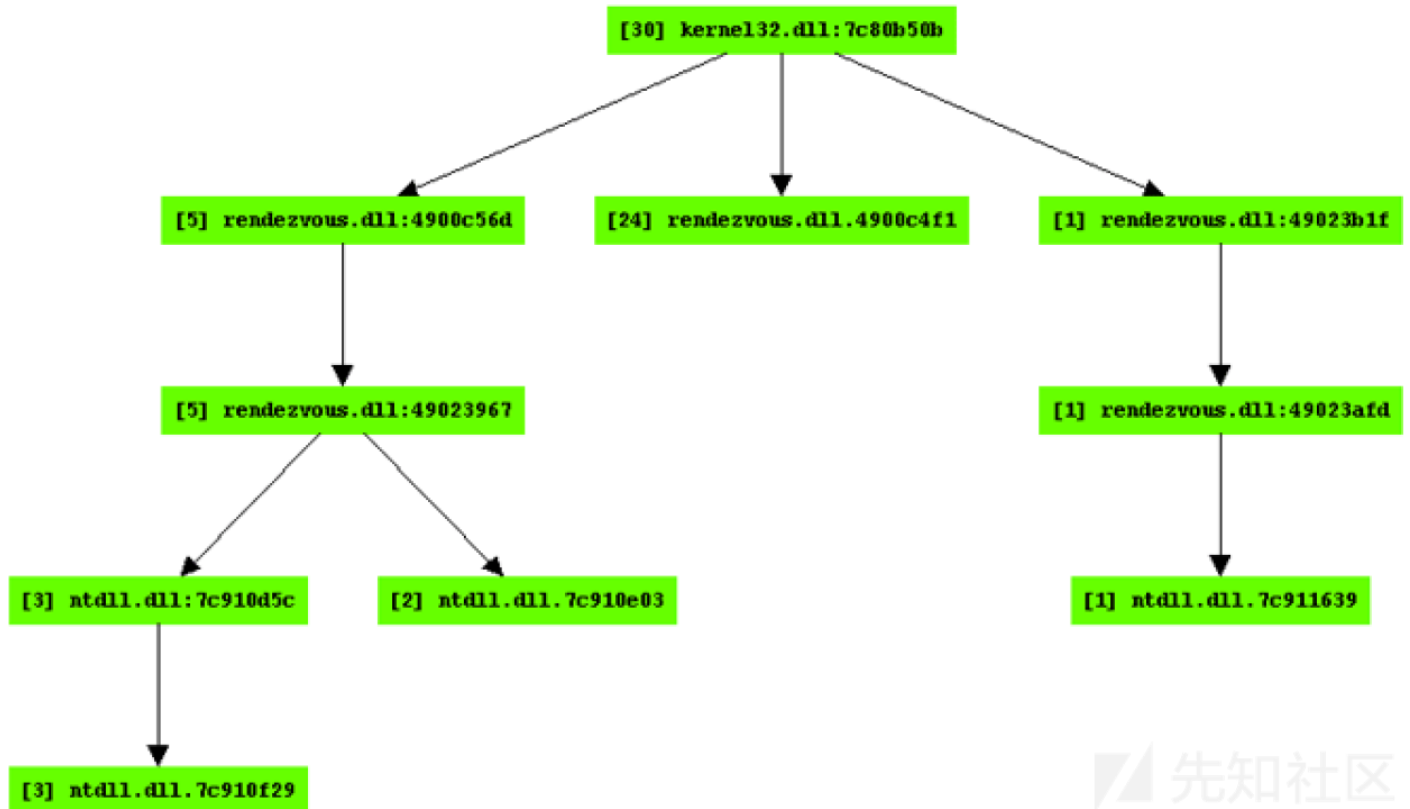 [30] kernel32.dll:7c80b50b
[5] rendezvous.dll:4900c56d
[24] rendezvous.dll.4900c4f1
[1] rendezvous.dll:49023b1f
[5] rendezvous.dll:49023967
[1] rendezvous.dll:49023afd
[3] ntdll.dll:7c910d5c
[2] ntdll.dll.7c910e03
[1] ntdll.dll.7c911639
[3] ntdll.dll.7c910f29
先知社区